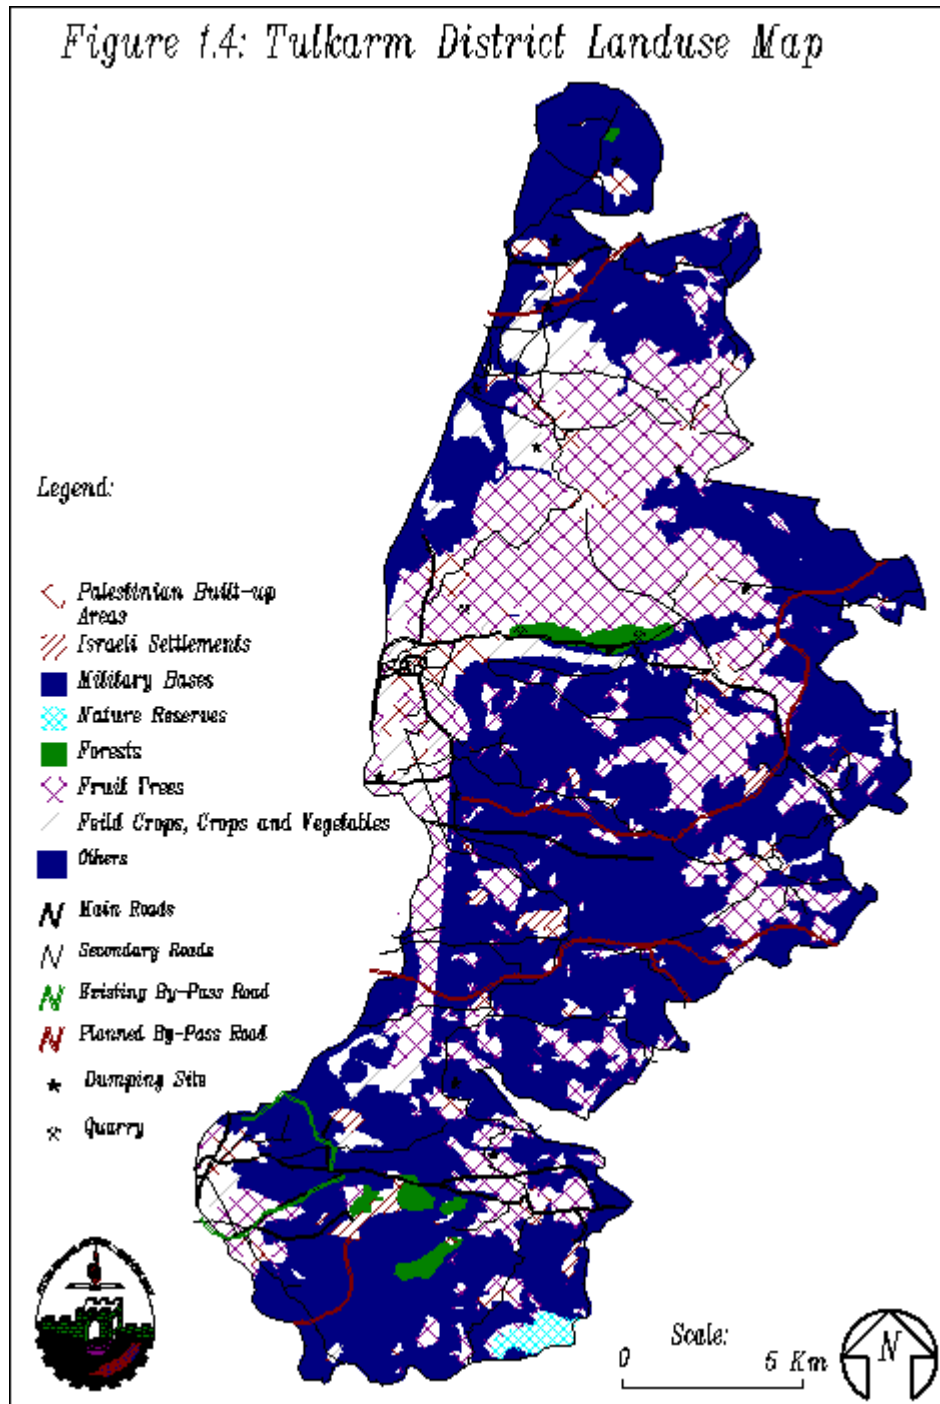 Figure 1.4: Tulkarm District Landuse Map
Legend:
Palestinian Built-up
Areas
Israeli Settlements
Military Bases
Nature Reserves
Forests
Fruit Trees
Feild Crops, Crops and Vegetables
Others
Main Roads
Secondary Roads
Existing By-Pass Road
Planned By-Pass Road
Dumping Site
Quarry
Scale:
0 5 Km
N